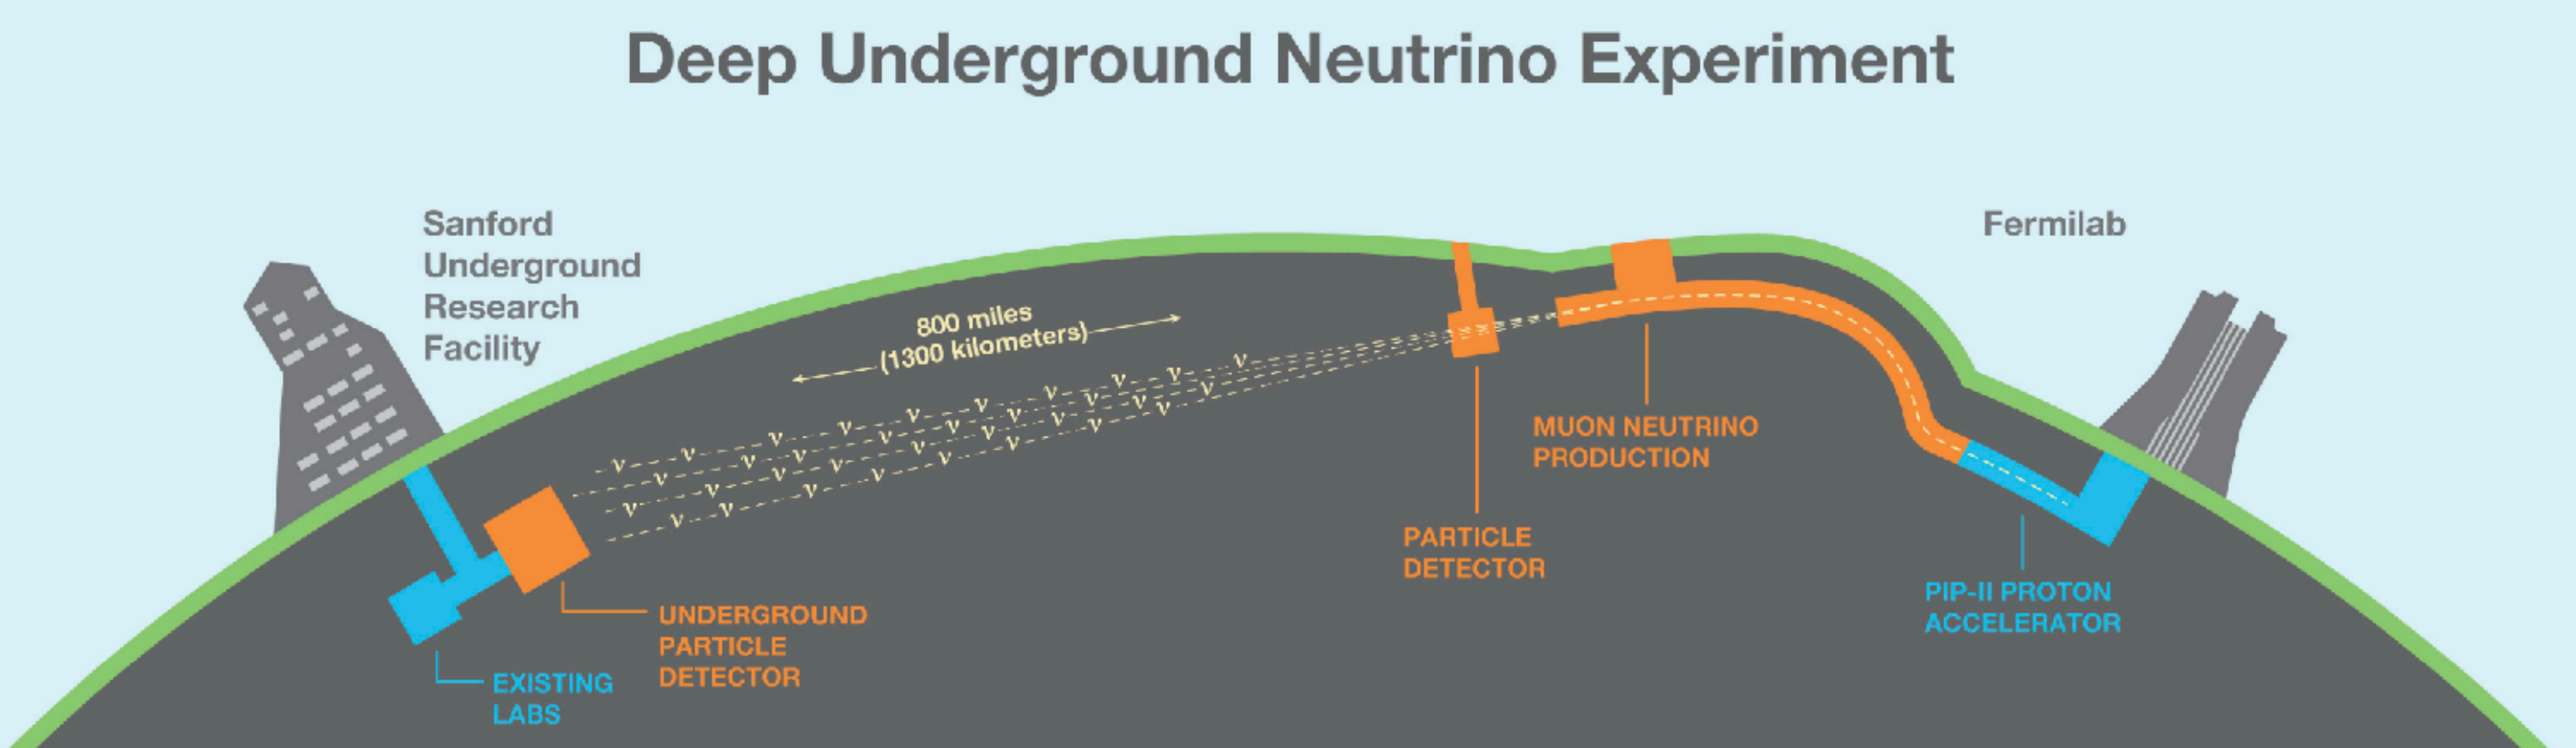 Deep Underground Neutrino Experiment
Sanford
Underground
Research
Facility
Fermilab
800 miles
(1300 kilometers)
ν ν ν ν ν ν ν ν ν ν
ν ν ν ν ν ν ν ν
ν ν ν ν ν ν ν ν
ν ν ν ν ν ν ν ν
MUON NEUTRINO
PRODUCTION
PARTICLE
DETECTOR
PIP-II PROTON
ACCELERATOR
UNDERGROUND
PARTICLE
DETECTOR
EXISTING
LABS